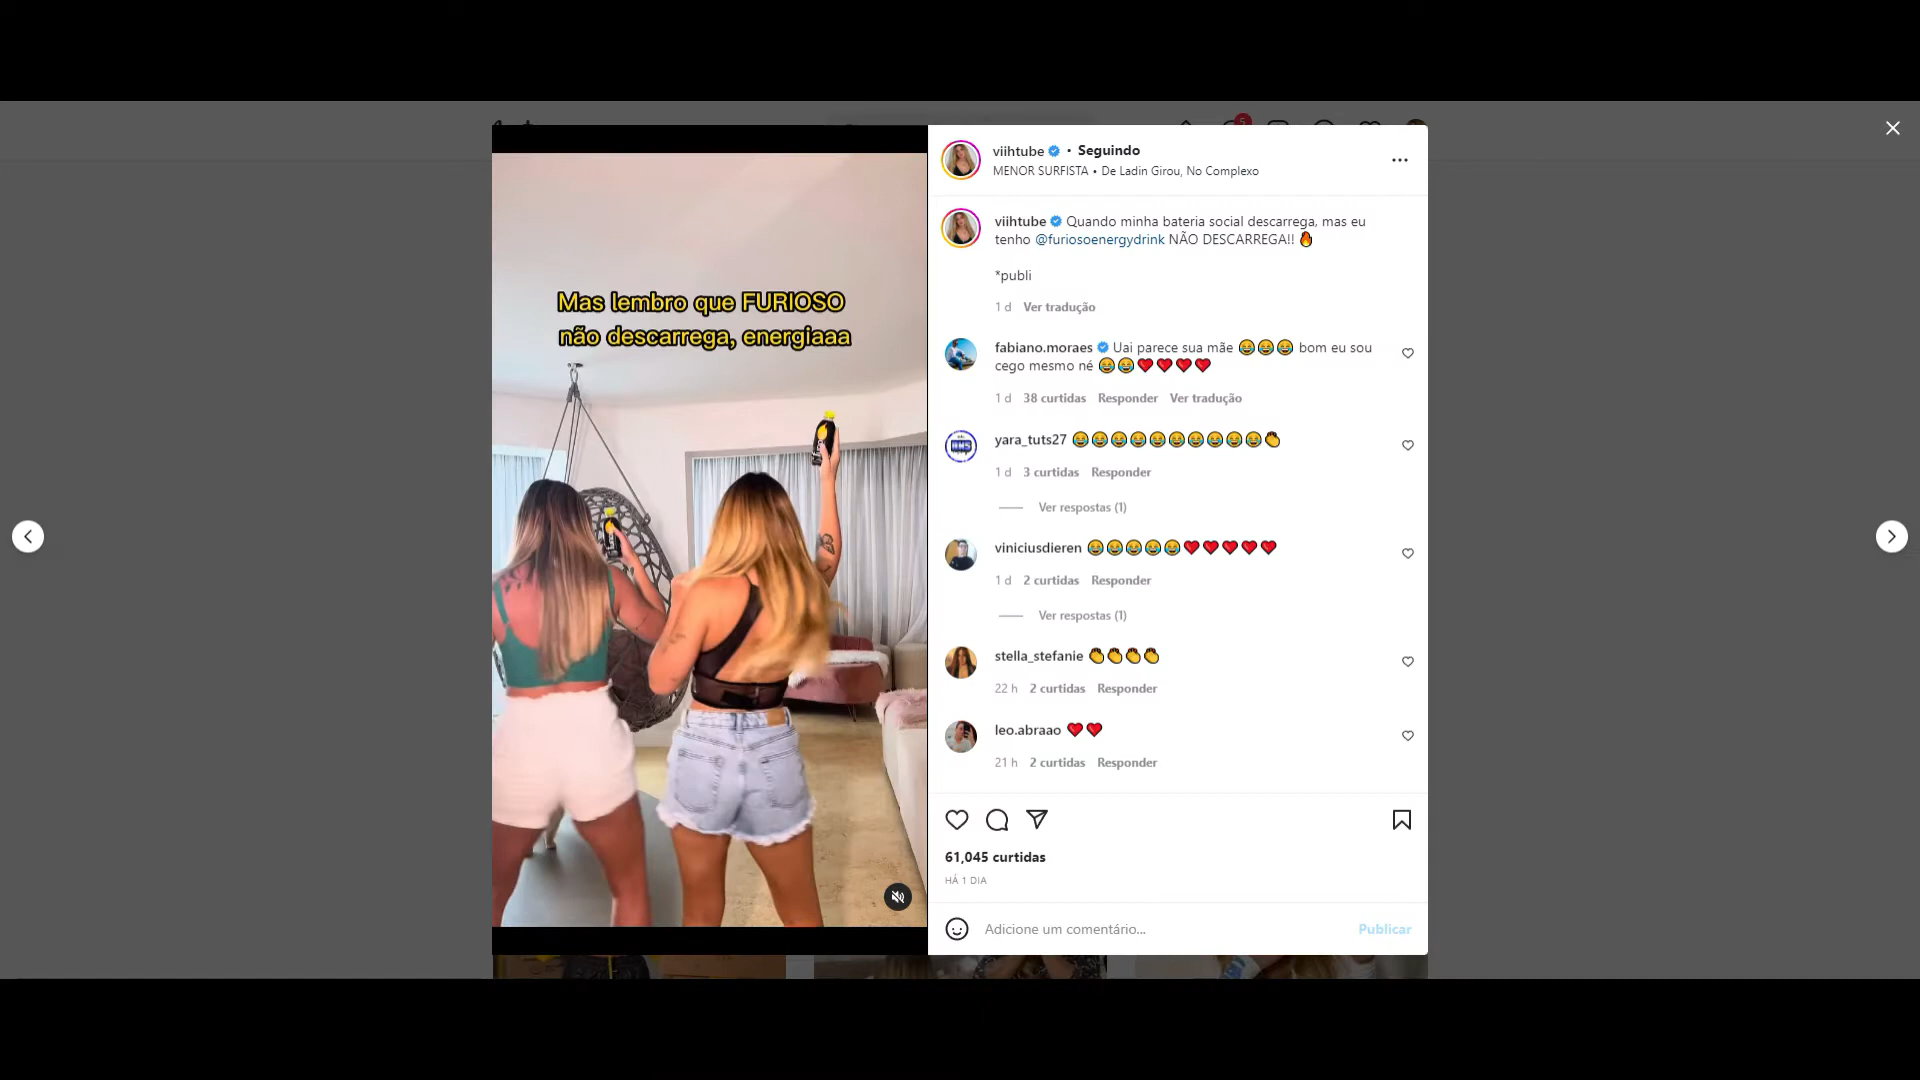 5
viihtube • Seguindo
MENOR SURFISTA • De Ladin Girou, No Complexo
Mas lembro que FURIOSO
não descarrega, energiaaa
viihtube Quando minha bateria social descarrega, mas eu
tenho @furiosoenergydrink NÃO DESCARREGA!! 🔥
*publi
1 d Ver tradução
fabiano.moraes Uai parece sua mãe 😂😂😂 bom eu sou
cego mesmo né 😂😂❤️❤️❤️❤️
1 d 38 curtidas Responder Ver tradução
yara_tuts27 😂😂😂😂😂😂😂😂😂😂👏
1 d 3 curtidas Responder
Ver respostas (1)
viniciusdieren 😂😂😂😂😂❤️❤️❤️❤️❤️
1 d 2 curtidas Responder
Ver respostas (1)
stella_stefanie 👏👏👏👏
22 h 2 curtidas Responder
leo.abraao ❤️❤️
21 h 2 curtidas Responder
61,045 curtidas
HÁ 1 DIA
Adicione um comentário... Publicar